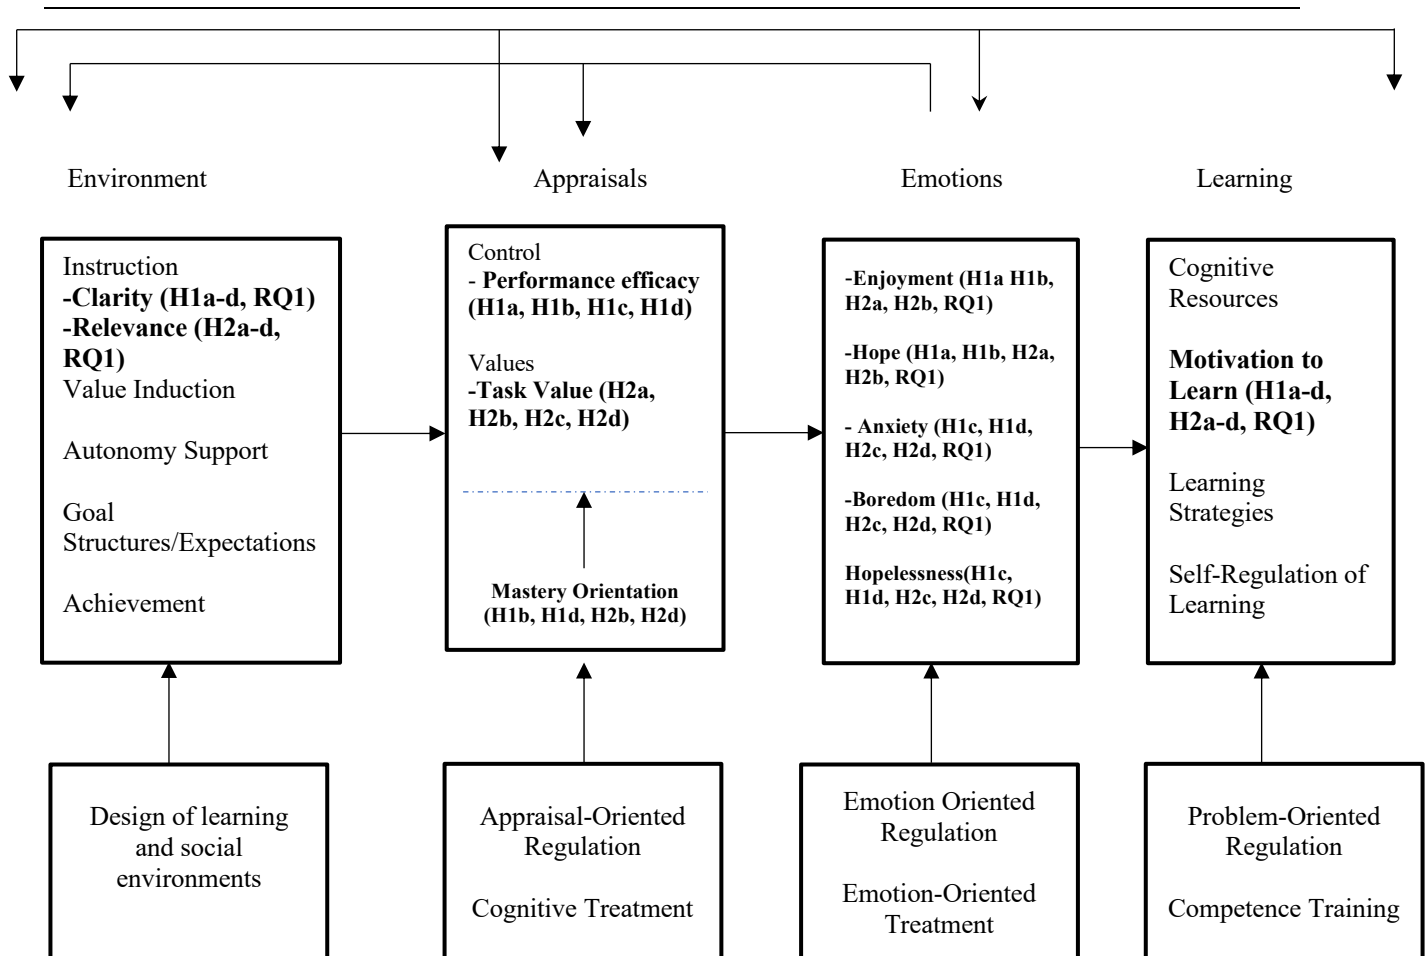 Environment
Appraisals
Emotions
Learning
Instruction
-Clarity (H1a-d, RQ1)
-Relevance (H2a-d,
RQ1)
Value Induction
Autonomy Support
Goal
Structures/Expectations
Achievement
Control
- Performance efficacy
(H1a, H1b, H1c, H1d)
Values
-Task Value (H2a,
H2b, H2c, H2d)
Mastery Orientation
(H1b, H1d, H2b, H2d)
-Enjoyment (H1a H1b,
H2a, H2b, RQ1)
-Hope (H1a, H1b, H2a,
H2b, RQ1)
- Anxiety (H1c, H1d,
H2c, H2d, RQ1)
-Boredom (H1c, H1d,
H2c, H2d, RQ1)
Hopelessness(H1c,
H1d, H2c, H2d, RQ1)
Cognitive
Resources
Motivation to
Learn (H1a-d,
H2a-d, RQ1)
Learning
Strategies
Self-Regulation of
Learning
Design of learning
and social
environments
Appraisal-Oriented
Regulation
Cognitive Treatment
Emotion Oriented
Regulation
Emotion-Oriented
Treatment
Problem-Oriented
Regulation
Competence Training